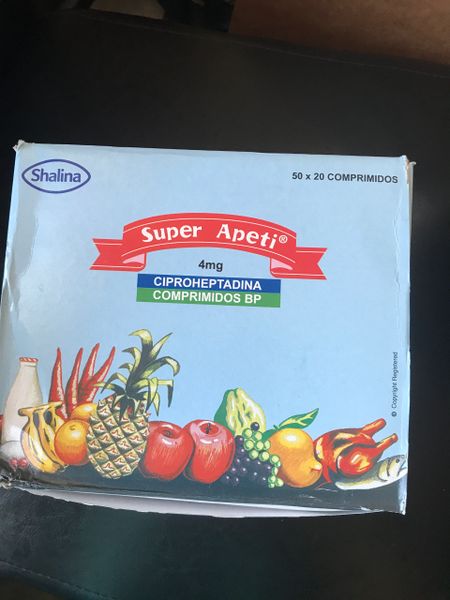 Shalina
50 x 20 COMPRIMIDOS
Super Apeti®
4mg
CIPROHEPTADINA
COMPRIMIDOS BP
© Copyright Registered